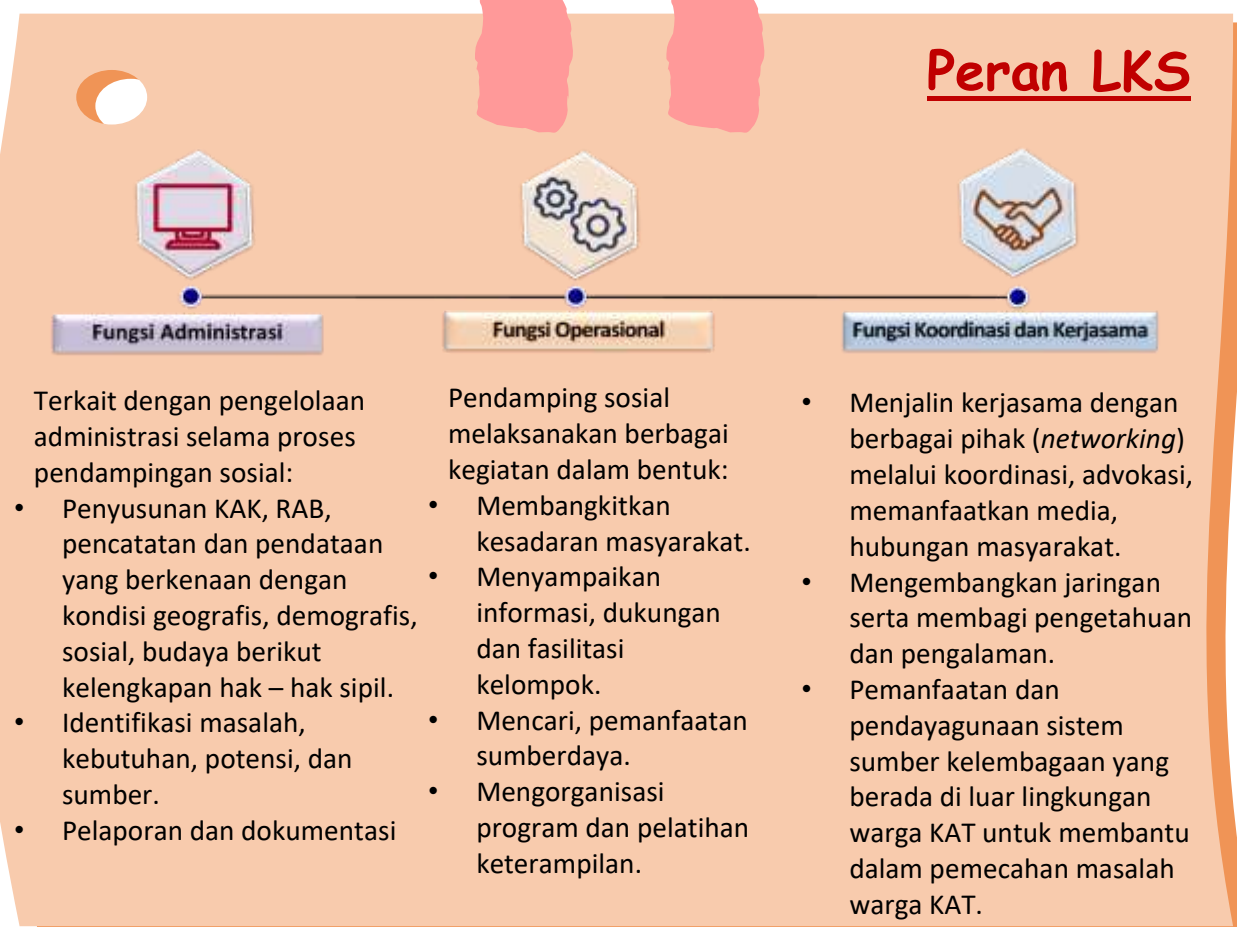 Peran LKS
Fungsi Administrasi
Terkait dengan pengelolaan
administrasi selama proses
pendampingan sosial:
• Penyusunan KAK, RAB,
pencatatan dan pendataan
yang berkenaan dengan
kondisi geografis, demografis,
sosial, budaya berikut
kelengkapan hak – hak sipil.
• Identifikasi masalah,
kebutuhan, potensi, dan
sumber.
• Pelaporan dan dokumentasi
Fungsi Operasional
Pendamping sosial
melaksanakan berbagai
kegiatan dalam bentuk:
• Membangkitkan
kesadaran masyarakat.
• Menyampaikan
informasi, dukungan
dan fasilitasi
kelompok.
• Mencari, pemanfaatan
sumberdaya.
• Mengorganisasi
program dan pelatihan
keterampilan.
Fungsi Koordinasi dan Kerjasama
• Menjalin kerjasama dengan
berbagai pihak (networking)
melalui koordinasi, advokasi,
memanfaatkan media,
hubungan masyarakat.
• Mengembangkan jaringan
serta membagi pengetahuan
dan pengalaman.
• Pemanfaatan dan
pendayagunaan sistem
sumber kelembagaan yang
berada di luar lingkungan
warga KAT untuk membantu
dalam pemecahan masalah
warga KAT.